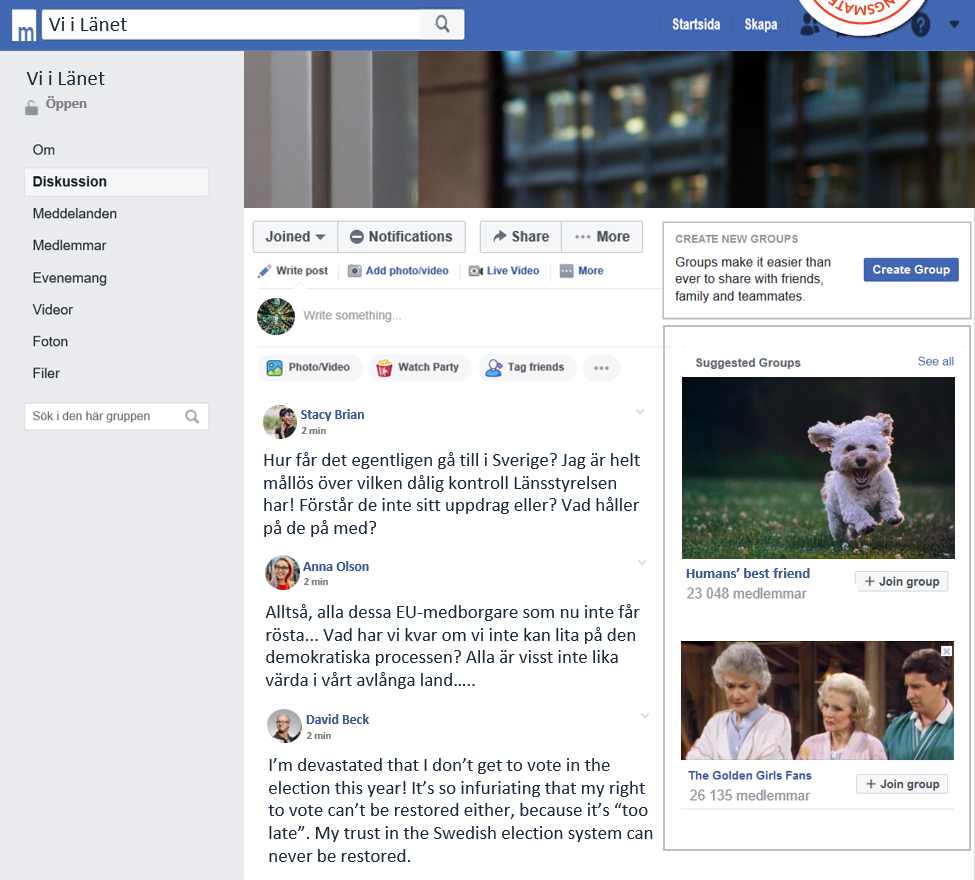 m
Vi i Länet
Startsida
Skapa
?
NGSMATE
Vi i Länet
Öppen
Om
Diskussion
Meddelanden
Medlemmar
Evenemang
Videor
Foton
Filer
Sök i den här gruppen
Joined
Notifications
Share
More
Write post
Add photo/video
Live Video
More
Write something...
Photo/Video
Watch Party
Tag friends
Stacy Brian
2 min
Hur får det egentligen gå till i Sverige? Jag är helt
mållös över vilken dålig kontroll Länsstyrelsen
har! Förstår de inte sitt uppdrag eller? Vad håller
på de på med?
Anna Olson
2 min
Alltså, alla dessa EU-medborgare som nu inte får
rösta... Vad har vi kvar om vi inte kan lita på den
demokratiska processen? Alla är visst inte lika
värda i vårt avlånga land…..
David Beck
2 min
I’m devastated that I don’t get to vote in the
election this year! It’s so infuriating that my right
to vote can’t be restored either, because it’s “too
late”. My trust in the Swedish election system can
never be restored.
CREATE NEW GROUPS
Groups make it easier than
ever to share with friends,
family and teammates.
Create Group
Suggested Groups
See all
Humans’ best friend
23 048 medlemmar
+ Join group
The Golden Girls Fans
26 135 medlemmar
+ Join group